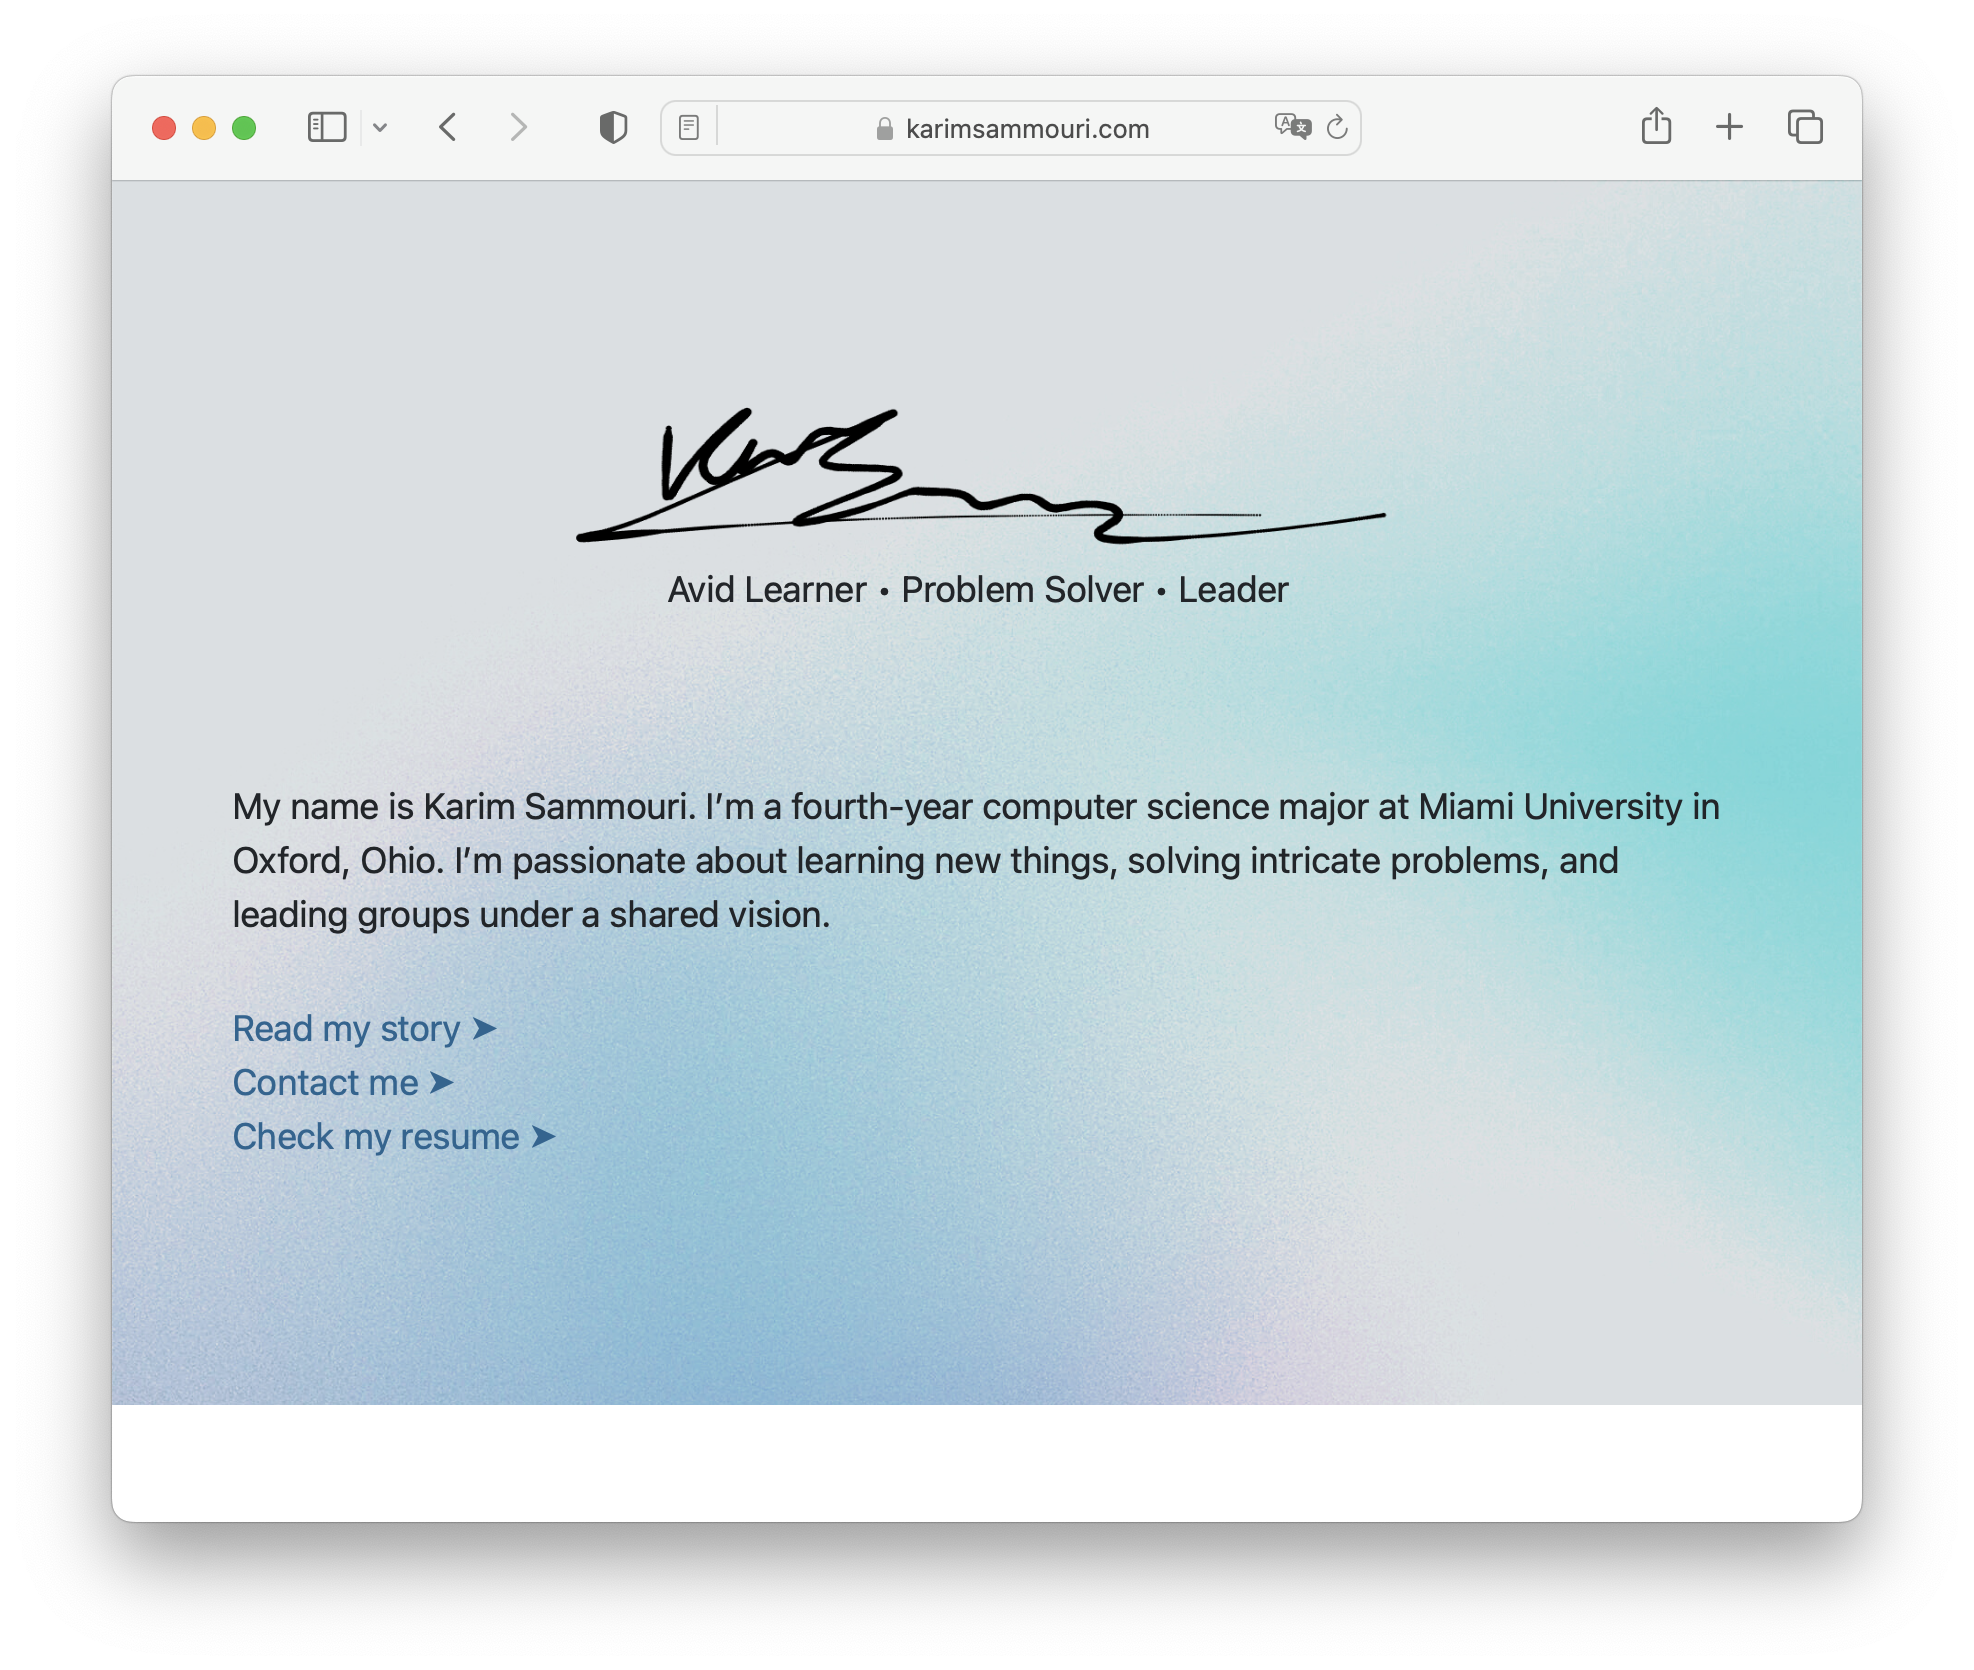 karimsammouri.com
Avid Learner • Problem Solver • Leader
My name is Karim Sammouri. I’m a fourth-year computer science major at Miami University in
Oxford, Ohio. I’m passionate about learning new things, solving intricate problems, and
leading groups under a shared vision.
Read my story ➤
Contact me ➤
Check my resume ➤